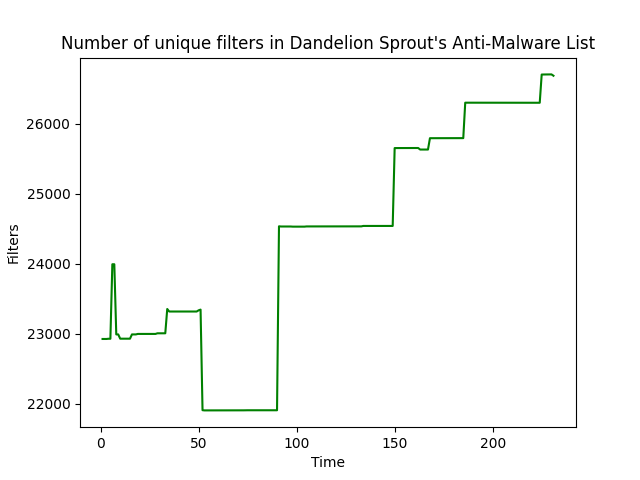 Number of unique filters in Dandelion Sprout's Anti-Malware List
26000
25000
24000
23000
22000
Filters
0 50 100 150 200
Time